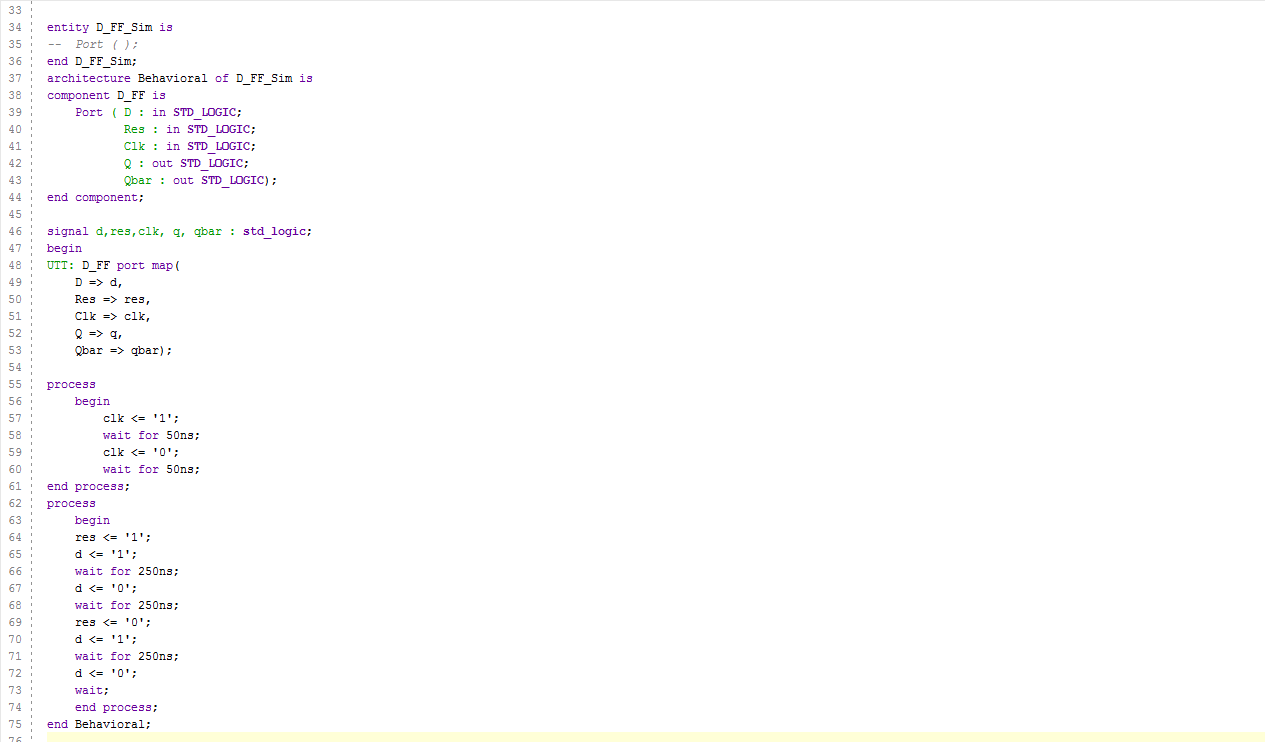 33
34 entity D_FF_Sim is
35 --  Port ( );
36 end D_FF_Sim;
37 architecture Behavioral of D_FF_Sim is
38 component D_FF is
39     Port ( D : in STD_LOGIC;
40            Res : in STD_LOGIC;
41            Clk : in STD_LOGIC;
42            Q : out STD_LOGIC;
43            Qbar : out STD_LOGIC);
44 end component;
45
46 signal d,res,clk, q, qbar : std_logic;
47 begin
48 UTT: D_FF port map(
49     D => d,
50     Res => res,
51     Clk => clk,
52     Q => q,
53     Qbar => qbar);
54
55 process
56     begin
57         clk <= '1';
58         wait for 50ns;
59         clk <= '0';
60         wait for 50ns;
61 end process;
62 process
63     begin
64     res <= '1';
65     d <= '1';
66     wait for 250ns;
67     d <= '0';
68     wait for 250ns;
69     res <= '0';
70     d <= '1';
71     wait for 250ns;
72     d <= '0';
73     wait;
74     end process;
75 end Behavioral;
76